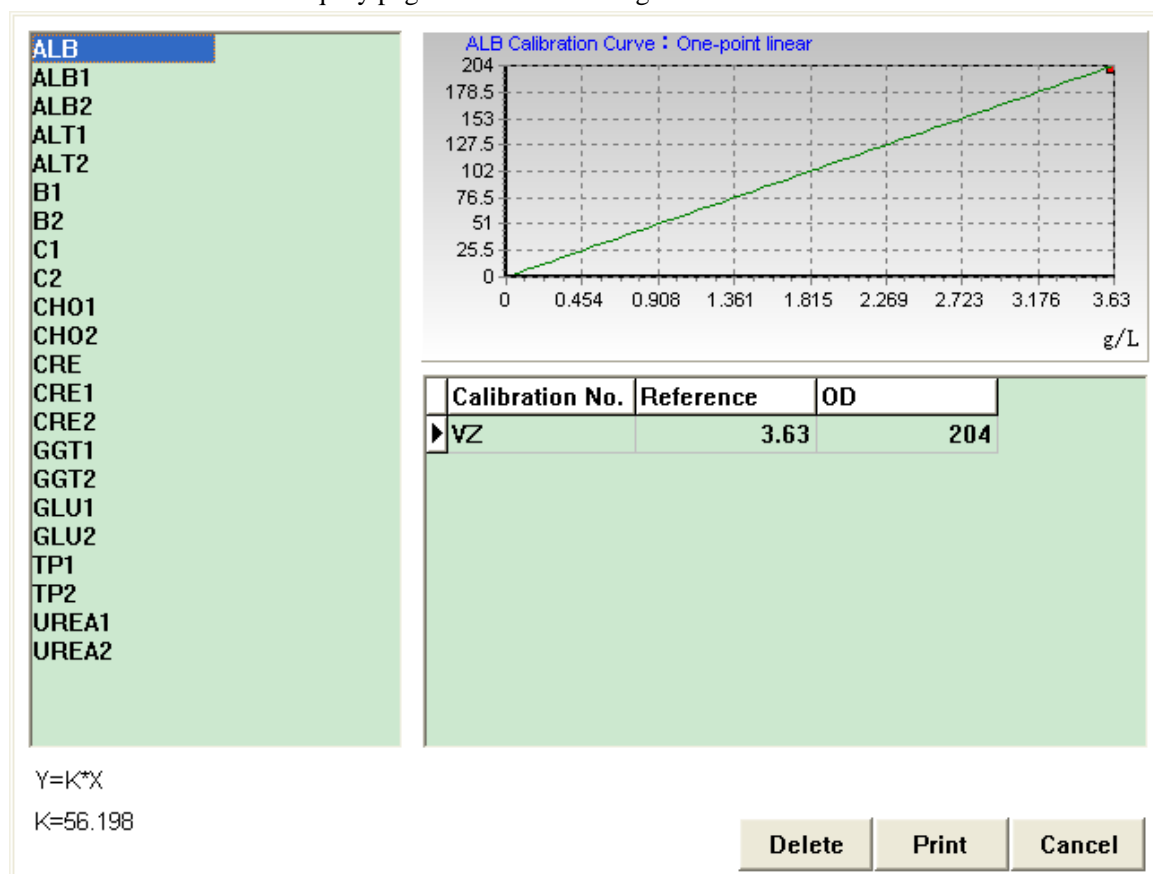 ALB
ALB1
ALB2
ALT1
ALT2
B1
B2
C1
C2
CHO1
CHO2
CRE
CRE1
CRE2
GGT1
GGT2
GLU1
GLU2
TP1
TP2
UREA1
UREA2
ALB Calibration Curve：One-point linear
204
178.5
153
127.5
102
76.5
51
25.5
0
0 0.454 0.908 1.361 1.815 2.269 2.723 3.176 3.63
g/L
Calibration No. Reference OD
VZ 3.63 204
Y=K*X
K=56.198
Delete Print Cancel